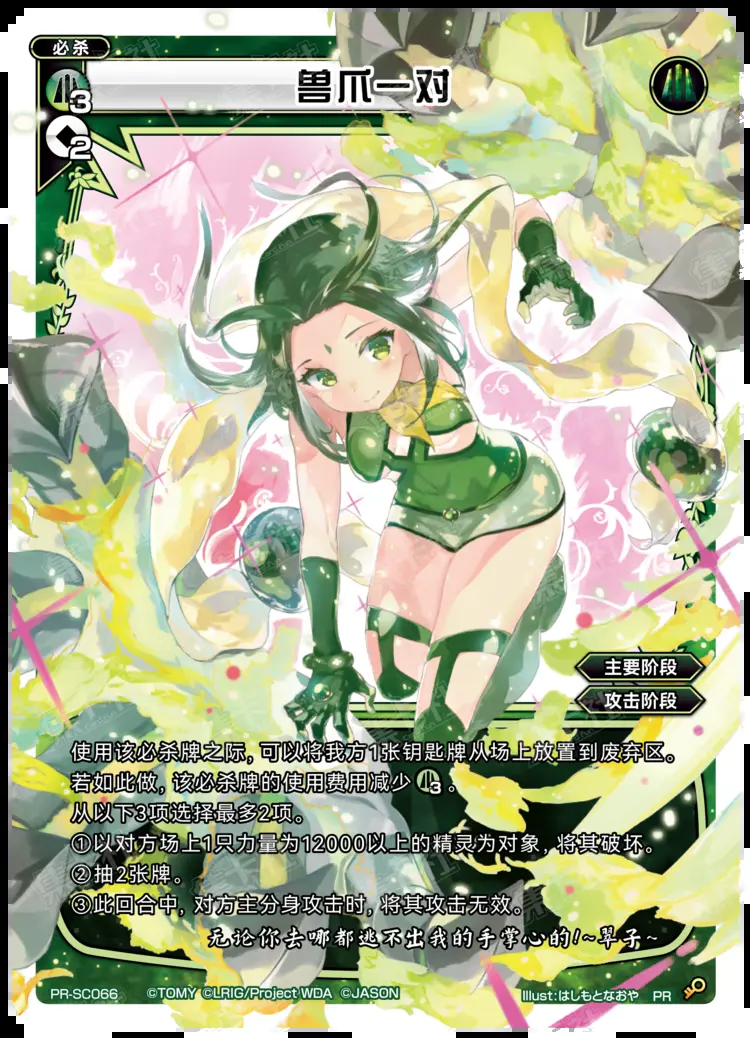 必杀
3
兽爪一对
2
主要阶段
攻击阶段
使用该必杀牌之际，可以将我方1张钥匙牌从场上放置到废弃区。
若如此做，该必杀牌的使用费用减少3。
从以下3项选择最多2项。
①以对方场上1只力量为12000以上的精灵为对象，将其破坏。
②抽2张牌。
③此回合中，对方主分身攻击时，将其攻击无效。
无论你去哪都逃不出我的手掌心的!~翠子~
PR-SC066 ©TOMY ©LRIG/Project WDA ©JASON Illust:はしもとなおや PR